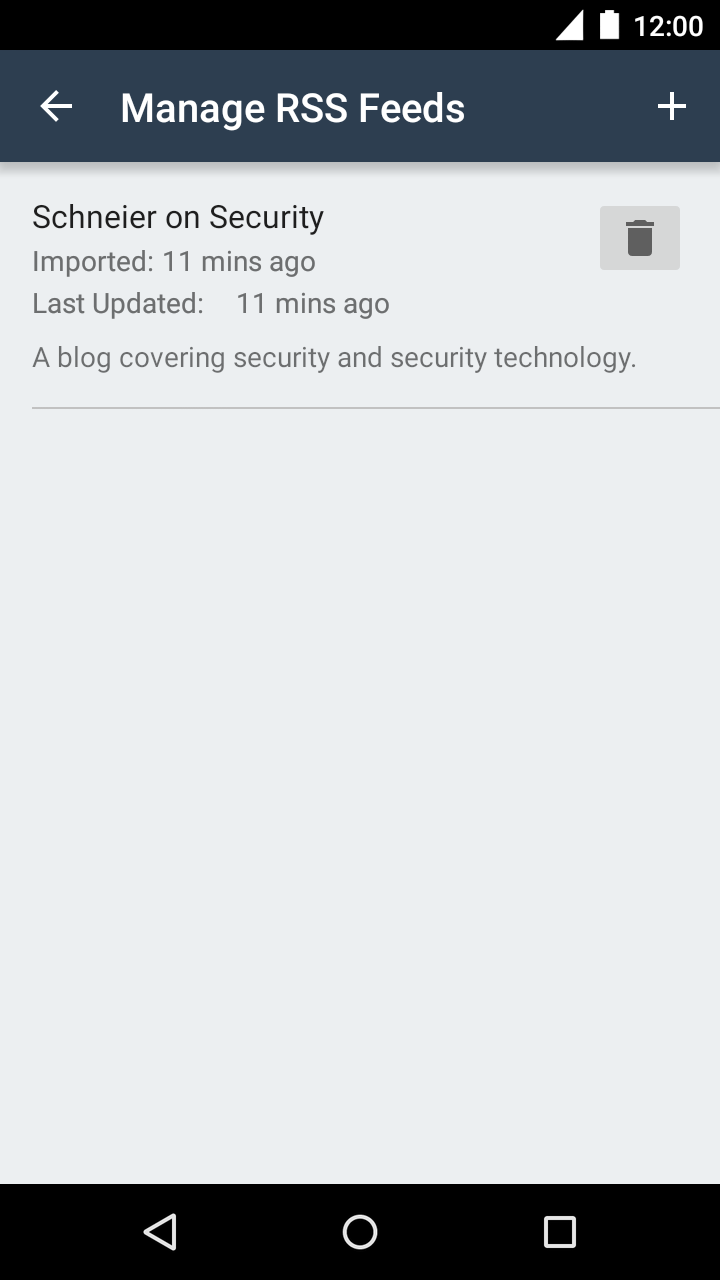 12:00
Manage RSS Feeds
Schneier on Security
Imported: 11 mins ago
Last Updated: 11 mins ago
A blog covering security and security technology.